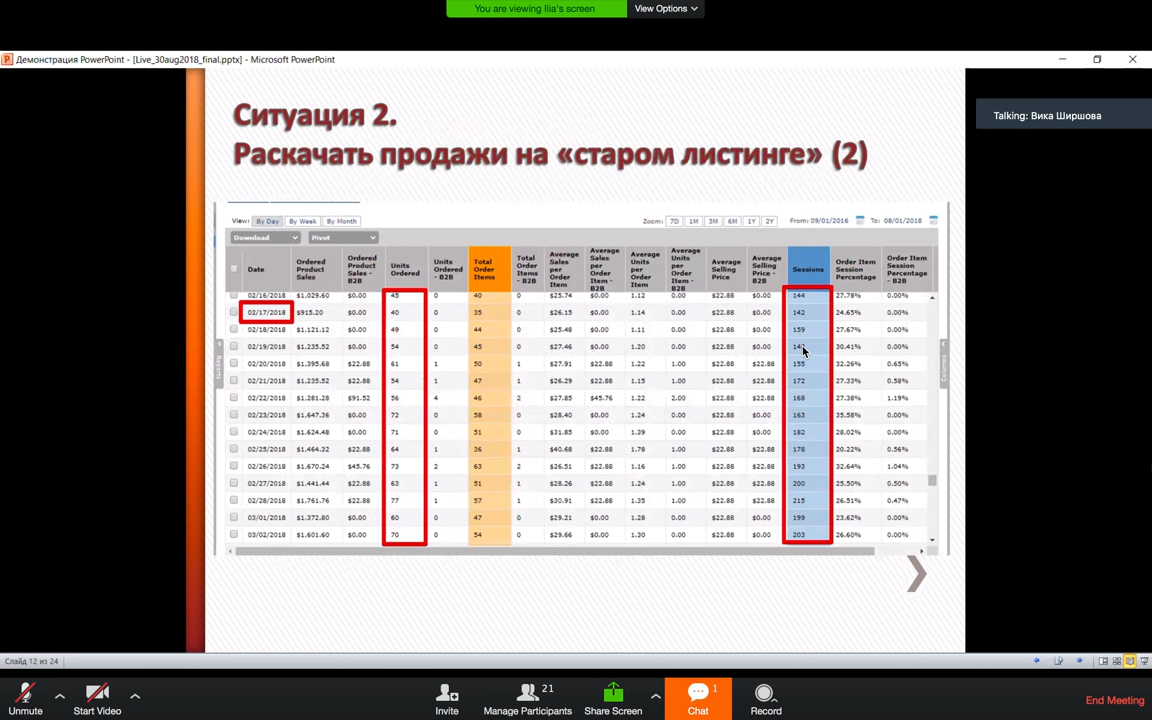 You are viewing Ilia's screen View Options
Демонстрация PowerPoint - [Live_30aug2018_final.pptx] - Microsoft PowerPoint
Talking: Вика Ширшова
Ситуация 2.
Раскачать продажи на «старом листинге» (2)
View: By Day By Week By Month Zoom: 7D 1M 3M 6M 1Y 2Y From: 09/01/2016 To: 08/01/2018
Download Pivot
Date Ordered Product Sales Ordered Product Sales - B2B Units Ordered Units Ordered - B2B Total Order Items Total Order Items - B2B Average Sales per Order Item Average Sales per Order Item - B2B Average Units per Order Item Average Units per Order Item - B2B Average Selling Price Average Selling Price - B2B Sessions Order Item Session Percentage Order Item Session Percentage - B2B
02/16/2018 $1,029.60 $0.00 45 0 40 0 $25.74 $0.00 1.12 0.00 $22.88 $0.00 144 27.78% 0.00%
02/17/2018 $915.20 $0.00 40 0 35 0 $26.15 $0.00 1.14 0.00 $22.88 $0.00 142 24.65% 0.00%
02/18/2018 $1,121.12 $0.00 49 0 44 0 $25.48 $0.00 1.11 0.00 $22.88 $0.00 159 27.67% 0.00%
02/19/2018 $1,235.52 $0.00 54 0 45 0 $27.46 $0.00 1.20 0.00 $22.88 $0.00 30.41% 0.00%
02/20/2018 $1,395.68 $22.88 61 1 50 1 $27.91 $22.88 1.22 1.00 $22.88 $22.88 155 32.26% 0.65%
02/21/2018 $1,235.52 $22.88 54 1 47 1 $26.29 $22.88 1.15 1.00 $22.88 $22.88 172 27.33% 0.58%
02/22/2018 $1,281.28 $91.52 56 4 46 2 $27.85 $45.76 1.22 2.00 $22.88 $22.88 168 27.38% 1.19%
02/23/2018 $1,647.36 $0.00 72 0 58 0 $28.40 $0.00 1.24 0.00 $22.88 $0.00 163 35.58% 0.00%
02/24/2018 $1,624.48 $0.00 71 0 51 0 $31.85 $0.00 1.39 0.00 $22.88 $0.00 182 28.02% 0.00%
02/25/2018 $1,464.32 $22.88 64 1 36 1 $40.68 $22.88 1.78 1.00 $22.88 $22.88 178 20.22% 0.56%
02/26/2018 $1,670.24 $45.76 73 2 63 2 $26.51 $22.88 1.16 1.00 $22.88 $22.88 193 32.64% 1.04%
02/27/2018 $1,441.44 $22.88 63 1 51 1 $28.26 $22.88 1.24 1.00 $22.88 $22.88 200 25.50% 0.50%
02/28/2018 $1,761.76 $22.88 77 1 57 1 $30.91 $22.88 1.35 1.00 $22.88 $22.88 215 26.51% 0.47%
03/01/2018 $1,372.80 $0.00 60 0 47 0 $29.21 $0.00 1.28 0.00 $22.88 $0.00 199 23.62% 0.00%
03/02/2018 $1,601.60 $0.00 70 0 54 0 $29.66 $0.00 1.30 0.00 $22.88 $0.00 203 26.60% 0.00%
Reports
Columns
Слайд 12 из 24
21
1
Unmute Start Video Invite Manage Participants Share Screen Chat Record End Meeting